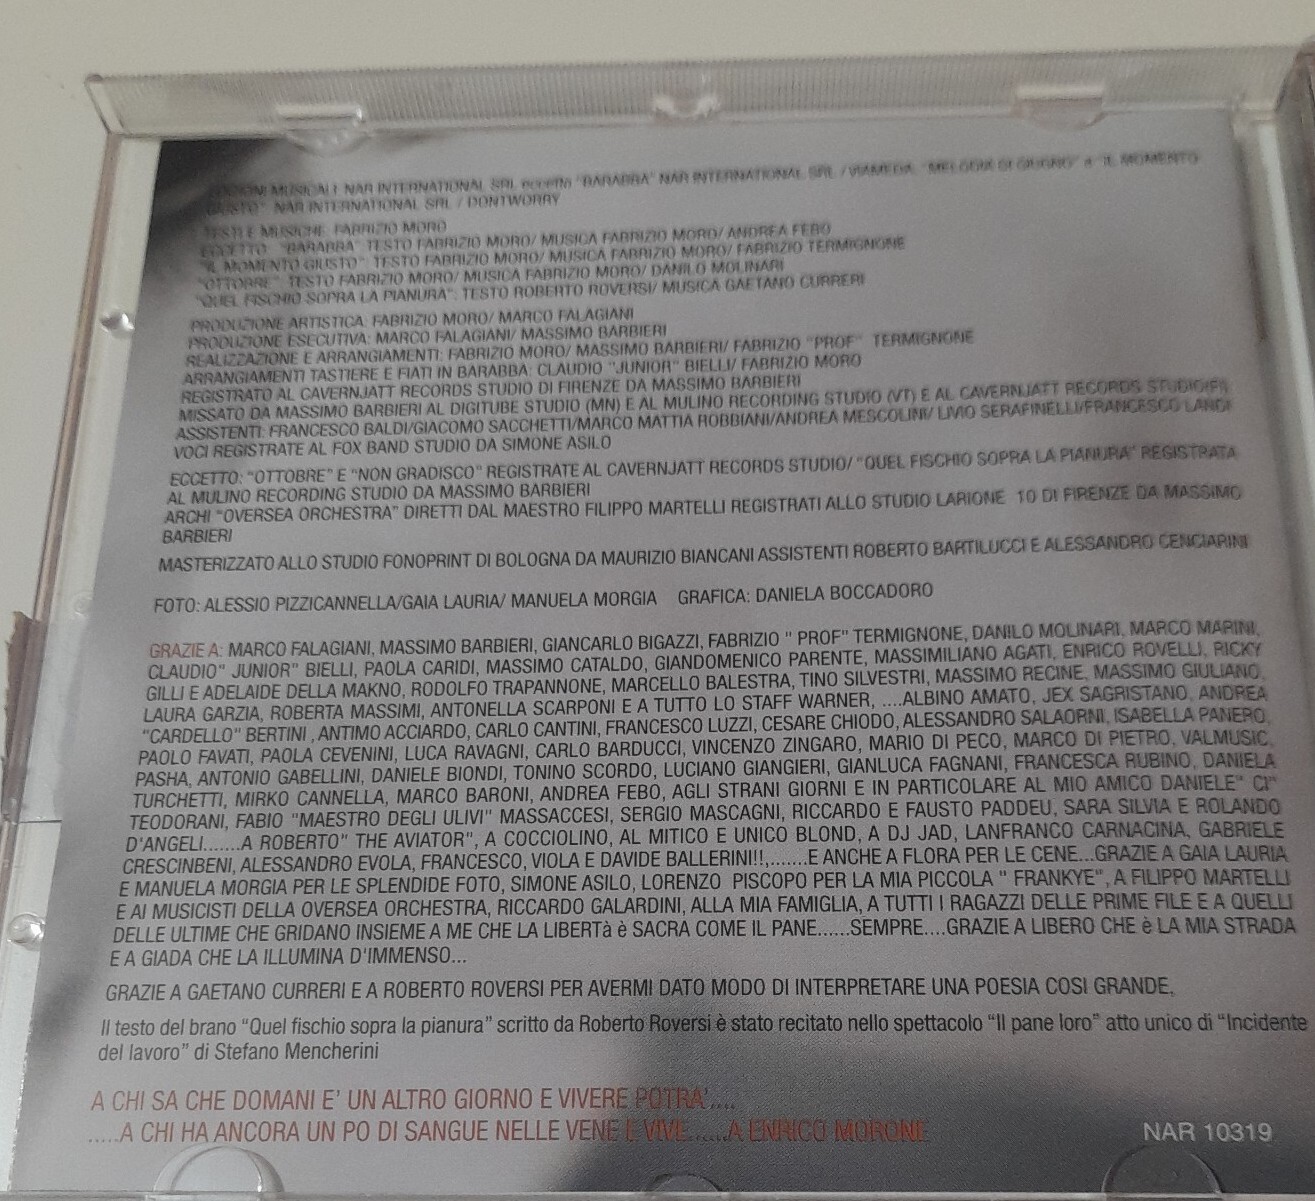 EDIZIONI MUSICALI: NAR INTERNATIONAL SRL eccetto "BARABBA" NAR INTERNATIONAL SRL / VIAMEDA; "MELODIA DI GIUGNO" e "IL MOMENTO
GIUSTO" NAR INTERNATIONAL SRL / DONTWORRY
TESTI E MUSICHE: FABRIZIO MORO
ECCETTO: "BARABBA" TESTO FABRIZIO MORO/ MUSICA FABRIZIO MORO/ ANDREA FEBO
"IL MOMENTO GIUSTO": TESTO FABRIZIO MORO/ MUSICA FABRIZIO MORO/ FABRIZIO TERMIGNONE
"OTTOBRE" TESTO FABRIZIO MORO/ MUSICA FABRIZIO MORO/ DANILO MOLINARI
"QUEL FISCHIO SOPRA LA PIANURA": TESTO ROBERTO ROVERSI/ MUSICA GAETANO CURRERI
PRODUZIONE ARTISTICA: FABRIZIO MORO/ MARCO FALAGIANI
PRODUZIONE ESECUTIVA: MARCO FALAGIANI/ MASSIMO BARBIERI
REALIZZAZIONE E ARRANGIAMENTI: FABRIZIO MORO/ MASSIMO BARBIERI/ FABRIZIO "PROF" TERMIGNONE
ARRANGIAMENTI TASTIERE E FIATI IN BARABBA: CLAUDIO "JUNIOR" BIELLI/ FABRIZIO MORO
REGISTRATO AL CAVERNJATT RECORDS STUDIO DI FIRENZE DA MASSIMO BARBIERI
MISSATO DA MASSIMO BARBIERI AL DIGITUBE STUDIO (MN) E AL MULINO RECORDING STUDIO (VT) E AL CAVERNJATT RECORDS STUDIO(FI)
ASSISTENTI: FRANCESCO BALDI/GIACOMO SACCHETTI/MARCO MATTIA ROBBIANI/ANDREA MESCOLINI/ LIVIO SERAFINELLI/FRANCESCO LANDI
VOCI REGISTRATE AL FOX BAND STUDIO DA SIMONE ASILO
ECCETTO: "OTTOBRE" E "NON GRADISCO" REGISTRATE AL CAVERNJATT RECORDS STUDIO/ "QUEL FISCHIO SOPRA LA PIANURA" REGISTRATA
AL MULINO RECORDING STUDIO DA MASSIMO BARBIERI
ARCHI "OVERSEA ORCHESTRA" DIRETTI DAL MAESTRO FILIPPO MARTELLI REGISTRATI ALLO STUDIO LARIONE 10 DI FIRENZE DA MASSIMO
BARBIERI
MASTERIZZATO ALLO STUDIO FONOPRINT DI BOLOGNA DA MAURIZIO BIANCANI ASSISTENTI ROBERTO BARTILUCCI E ALESSANDRO CENCIARINI
FOTO: ALESSIO PIZZICANNELLA/GAIA LAURIA/ MANUELA MORGIA GRAFICA: DANIELA BOCCADORO
GRAZIE A: MARCO FALAGIANI, MASSIMO BARBIERI, GIANCARLO BIGAZZI, FABRIZIO " PROF" TERMIGNONE, DANILO MOLINARI, MARCO MARINI,
CLAUDIO" JUNIOR" BIELLI, PAOLA CARIDI, MASSIMO CATALDO, GIANDOMENICO PARENTE, MASSIMILIANO AGATI, ENRICO ROVELLI, RICKY
GILLI E ADELAIDE DELLA MAKNO, RODOLFO TRAPANNONE, MARCELLO BALESTRA, TINO SILVESTRI, MASSIMO RECINE, MASSIMO GIULIANO,
LAURA GARZIA, ROBERTA MASSIMI, ANTONELLA SCARPONI E A TUTTO LO STAFF WARNER, ....ALBINO AMATO, JEX SAGRISTANO, ANDREA
"CARDELLO" BERTINI , ANTIMO ACCIARDO, CARLO CANTINI, FRANCESCO LUZZI, CESARE CHIODO, ALESSANDRO SALAORNI, ISABELLA PANERO,
PAOLO FAVATI, PAOLA CEVENINI, LUCA RAVAGNI, CARLO BARDUCCI, VINCENZO ZINGARO, MARIO DI PECO, MARCO DI PIETRO, VALMUSIC,
PASHA, ANTONIO GABELLINI, DANIELE BIONDI, TONINO SCORDO, LUCIANO GIANGIERI, GIANLUCA FAGNANI, FRANCESCA RUBINO, DANIELA
TURCHETTI, MIRKO CANNELLA, MARCO BARONI, ANDREA FEBO, AGLI STRANI GIORNI E IN PARTICOLARE AL MIO AMICO DANIELE" CI"
TEODORANI, FABIO "MAESTRO DEGLI ULIVI" MASSACCESI, SERGIO MASCAGNI, RICCARDO E FAUSTO PADDEU, SARA SILVIA E ROLANDO
D'ANGELI.......A ROBERTO" THE AVIATOR", A COCCIOLINO, AL MITICO E UNICO BLOND, A DJ JAD, LANFRANCO CARNACINA, GABRIELE
CRESCINBENI, ALESSANDRO EVOLA, FRANCESCO, VIOLA E DAVIDE BALLERINI!!,.......E ANCHE A FLORA PER LE CENE...GRAZIE A GAIA LAURIA
E MANUELA MORGIA PER LE SPLENDIDE FOTO, SIMONE ASILO, LORENZO PISCOPO PER LA MIA PICCOLA " FRANKYE", A FILIPPO MARTELLI
E AI MUSICISTI DELLA OVERSEA ORCHESTRA, RICCARDO GALARDINI, ALLA MIA FAMIGLIA, A TUTTI I RAGAZZI DELLE PRIME FILE E A QUELLI
DELLE ULTIME CHE GRIDANO INSIEME A ME CHE LA LIBERTà è SACRA COME IL PANE......SEMPRE....GRAZIE A LIBERO CHE è LA MIA STRADA
E A GIADA CHE LA ILLUMINA D'IMMENSO...
GRAZIE A GAETANO CURRERI E A ROBERTO ROVERSI PER AVERMI DATO MODO DI INTERPRETARE UNA POESIA COSI GRANDE,
Il testo del brano "Quel fischio sopra la pianura" scritto da Roberto Roversi è stato recitato nello spettacolo "Il pane loro" atto unico di "Incidente
del lavoro" di Stefano Mencherini
A CHI SA CHE DOMANI E' UN ALTRO GIORNO E VIVERE POTRA'....
.....A CHI HA ANCORA UN PO DI SANGUE NELLE VENE E VIVE.....A ENRICO MORONE
NAR 10319